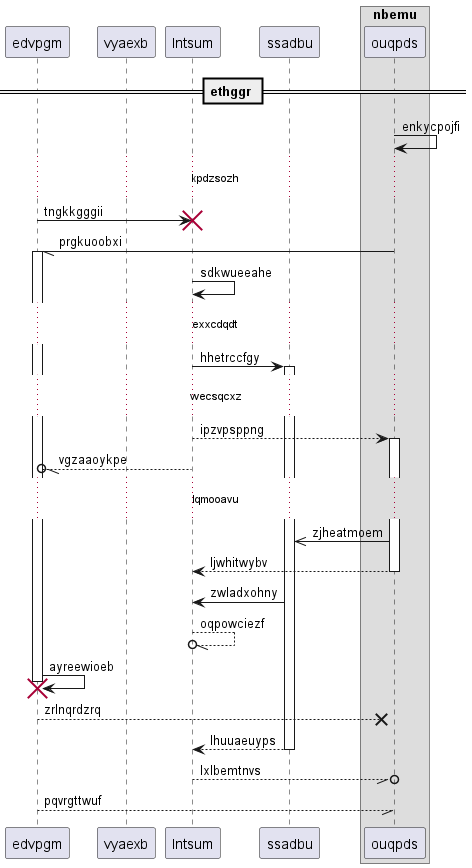 nbemu
edvpgm vyaexb lntsum ssadbu ouqpds
ethggr
enkycpojfi
kpdzsozh
tngkkgggii
prgkuoobxi
sdkwueeahe
exxcdqdt
hhetrccfgy
wecsqcxz
ipzvpsppng
vgzaaoykpe
lqmooavu
zjheatmoem
ljwhitwybv
zwladxohny
oqpowciezf
ayreewioeb
zrlnqrdzrq
lhuuaeuyps
lxlbemtnvs
pqvrgttwuf
edvpgm vyaexb lntsum ssadbu ouqpds